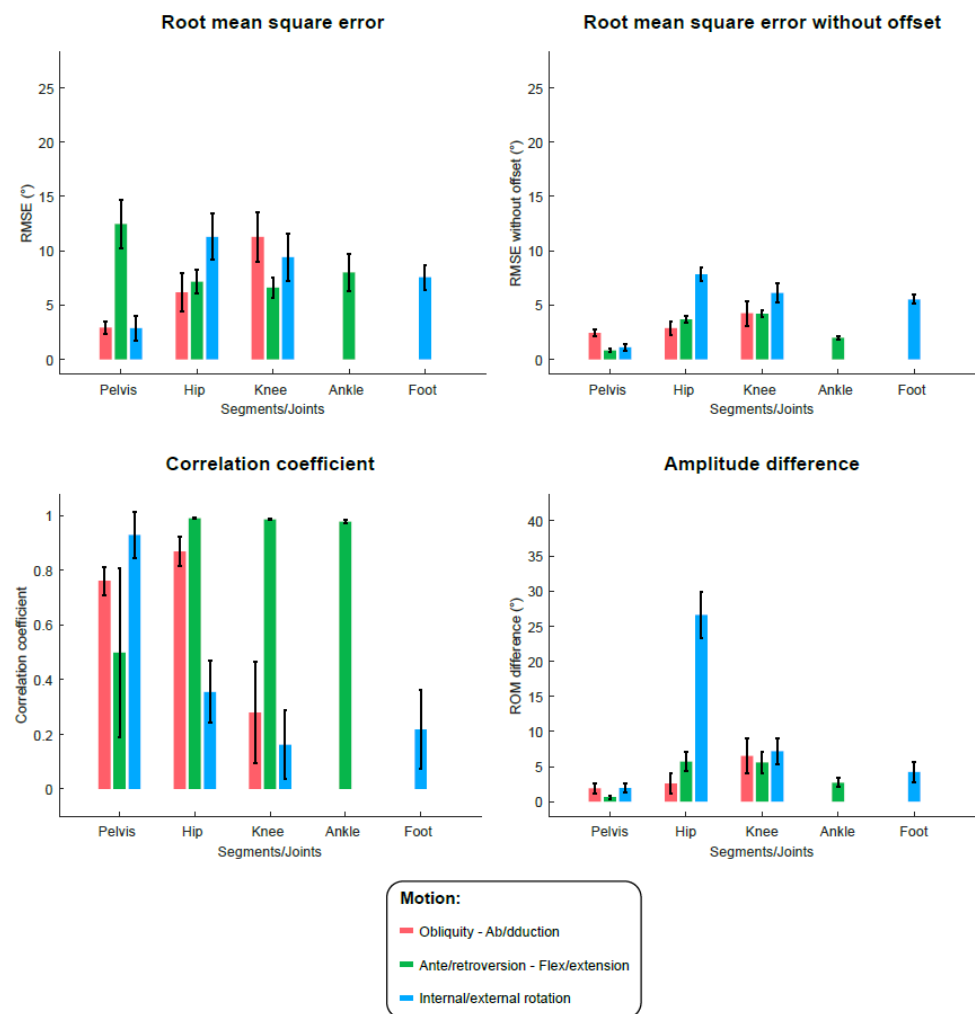 Root mean square error
25
20
15
10
5
0
RMSE (°)
Pelvis Hip Knee Ankle Foot
Segments/Joints
Root mean square error without offset
25
20
15
10
5
0
RMSE without offset (°)
Pelvis Hip Knee Ankle Foot
Segments/Joints
Correlation coefficient
1
0.8
0.6
0.4
0.2
0
Correlation coefficient
Pelvis Hip Knee Ankle Foot
Segments/Joints
Amplitude difference
40
35
30
25
20
15
10
5
0
ROM difference (°)
Pelvis Hip Knee Ankle Foot
Segments/Joints
Motion:
Obliquity - Ab/dduction
Ante/retroversion - Flex/extension
Internal/external rotation